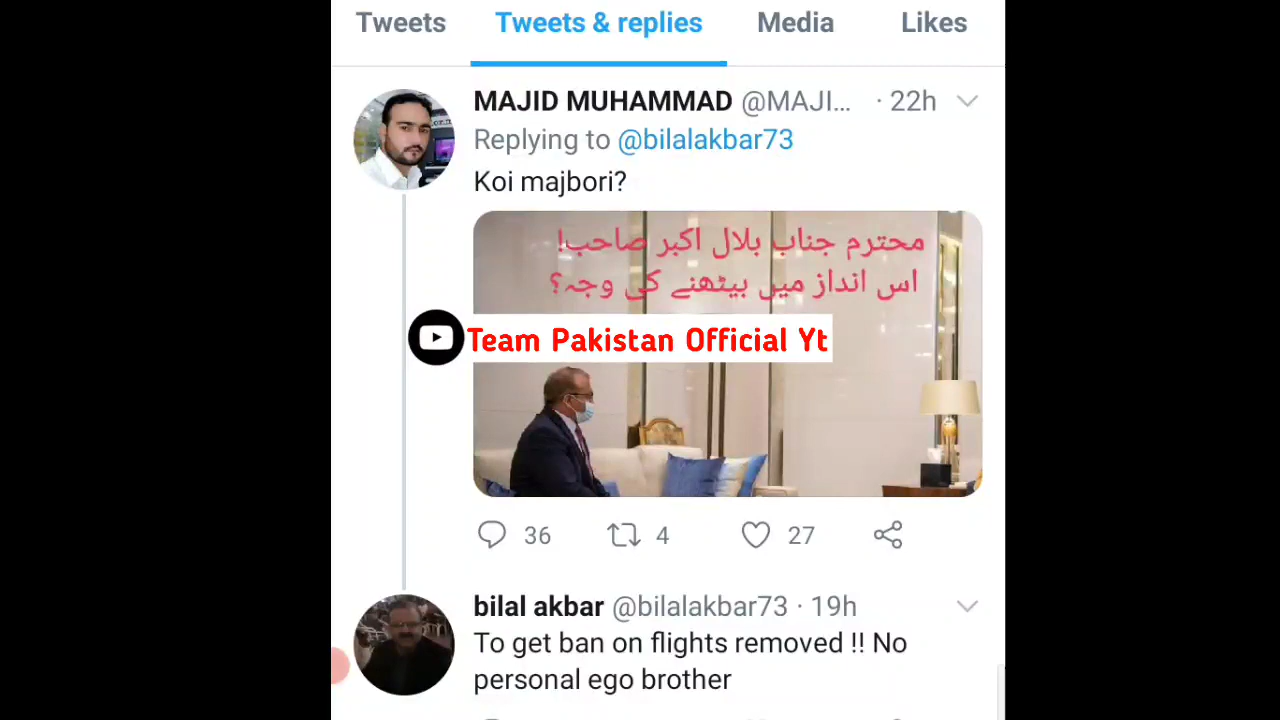 Tweets
Tweets & replies
Media
Likes
MAJID MUHAMMAD @MAJI... · 22h
Replying to @bilalakbar73
Koi majbori?
محترم جناب بلال اکبر صاحب!
اس انداز میں بیٹھنے کی وجہ؟
Team Pakistan Official Yt
36
4
27
bilal akbar @bilalakbar73 · 19h
To get ban on flights removed !! No
personal ego brother